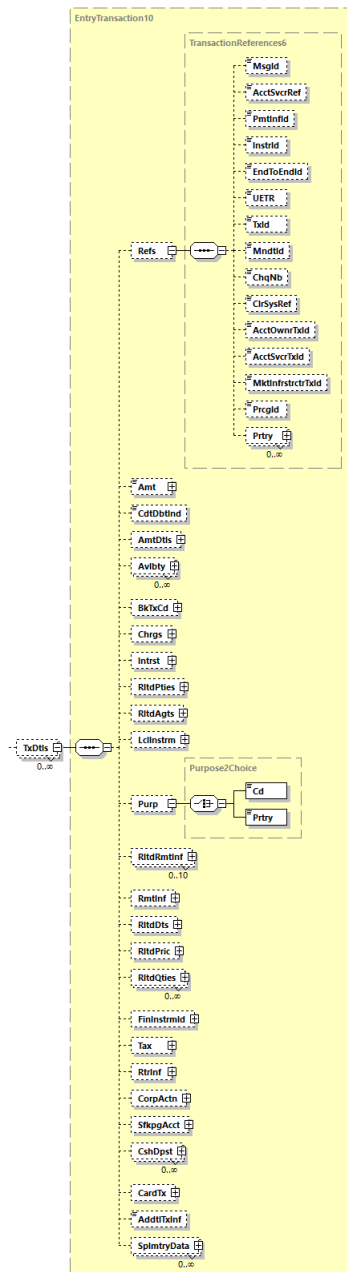 EntryTransaction10
TransactionReferences6
MsgId
AcctSvcrRef
PmtInfId
InstrId
EndToEndId
UETR
TxId
Refs
MndtId
ChqNb
ClrSysRef
AcctOwnrTxId
AcctSvcrTxId
MktInfrstrctrTxId
PrcgId
Prtry
0..∞
Amt
CdtDbtInd
AmtDtls
Avlbty
0..∞
BkTxCd
Chrgs
Intrst
RltdPties
RltdAgts
LclInstrm
TxDtls
0..∞
Purpose2Choice
Cd
Purp
Prtry
RltdRmtInf
0..10
RmtInf
RltdDts
RltdPric
RltdQties
0..∞
FinInstrmId
Tax
RtrInf
CorpActn
SfkpgAcct
CshDpst
0..∞
CardTx
AddtlTxInf
SplmtryData
0..∞